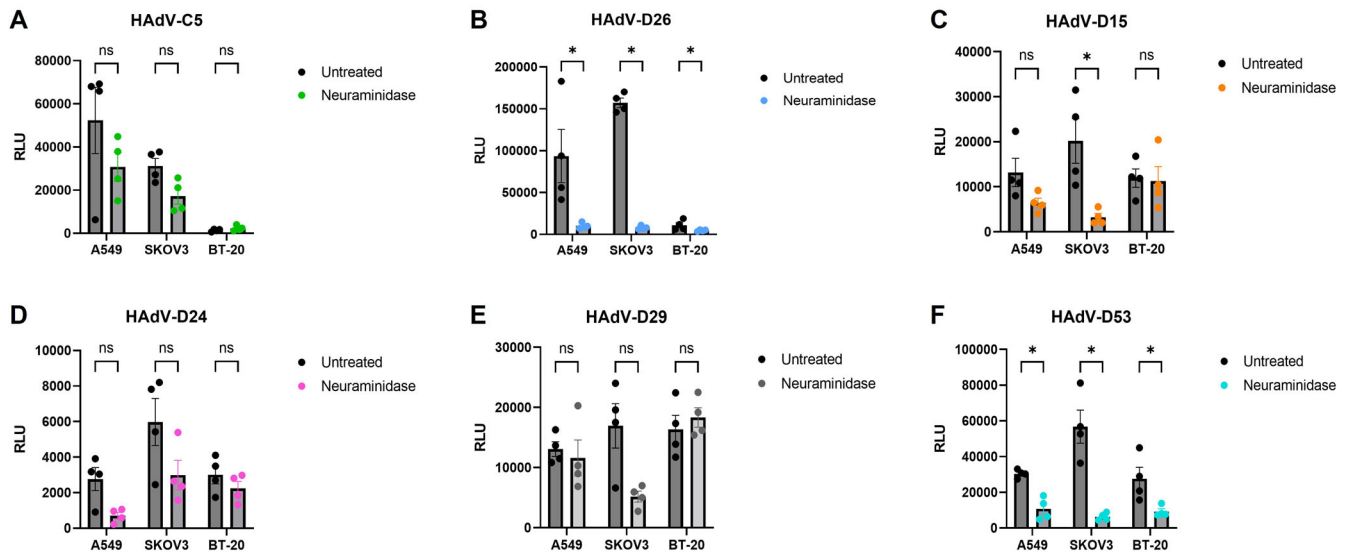 A
HAdV-C5
ns
ns
ns
80000
60000
40000
20000
0
RLU
A549
SKOV3
BT-20
Untreated
Neuraminidase
B
HAdV-D26
*
*
*
200000
150000
100000
50000
0
RLU
A549
SKOV3
BT-20
Untreated
Neuraminidase
C
HAdV-D15
ns
*
ns
40000
30000
20000
10000
0
RLU
A549
SKOV3
BT-20
Untreated
Neuraminidase
D
HAdV-D24
ns
ns
ns
10000
8000
6000
4000
2000
0
RLU
A549
SKOV3
BT-20
Untreated
Neuraminidase
E
HAdV-D29
ns
ns
ns
30000
20000
10000
0
RLU
A549
SKOV3
BT-20
Untreated
Neuraminidase
F
HAdV-D53
*
*
*
100000
80000
60000
40000
20000
0
RLU
A549
SKOV3
BT-20
Untreated
Neuraminidase